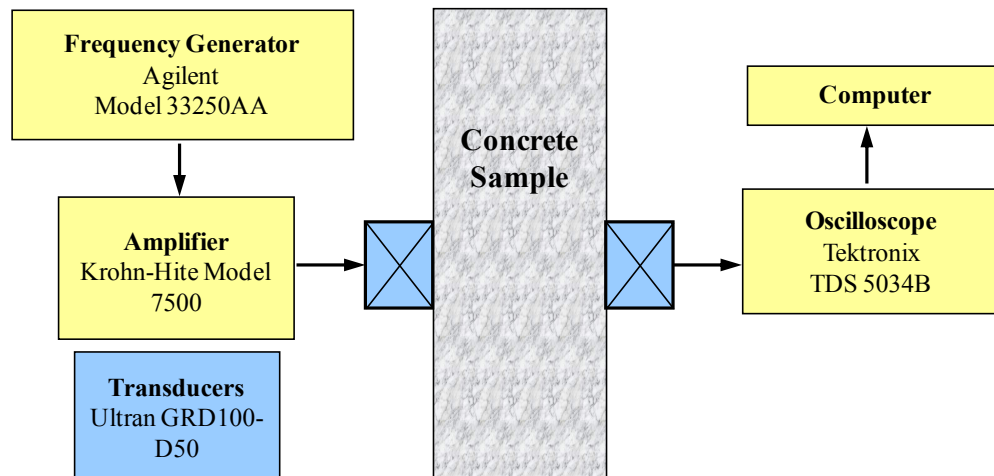 Frequency Generator
Agilent
Model 33250AA
Amplifier
Krohn-Hite Model
7500
Transducers
Ultran GRD100-
D50
Concrete
Sample
Computer
Oscilloscope
Tektronix
TDS 5034B